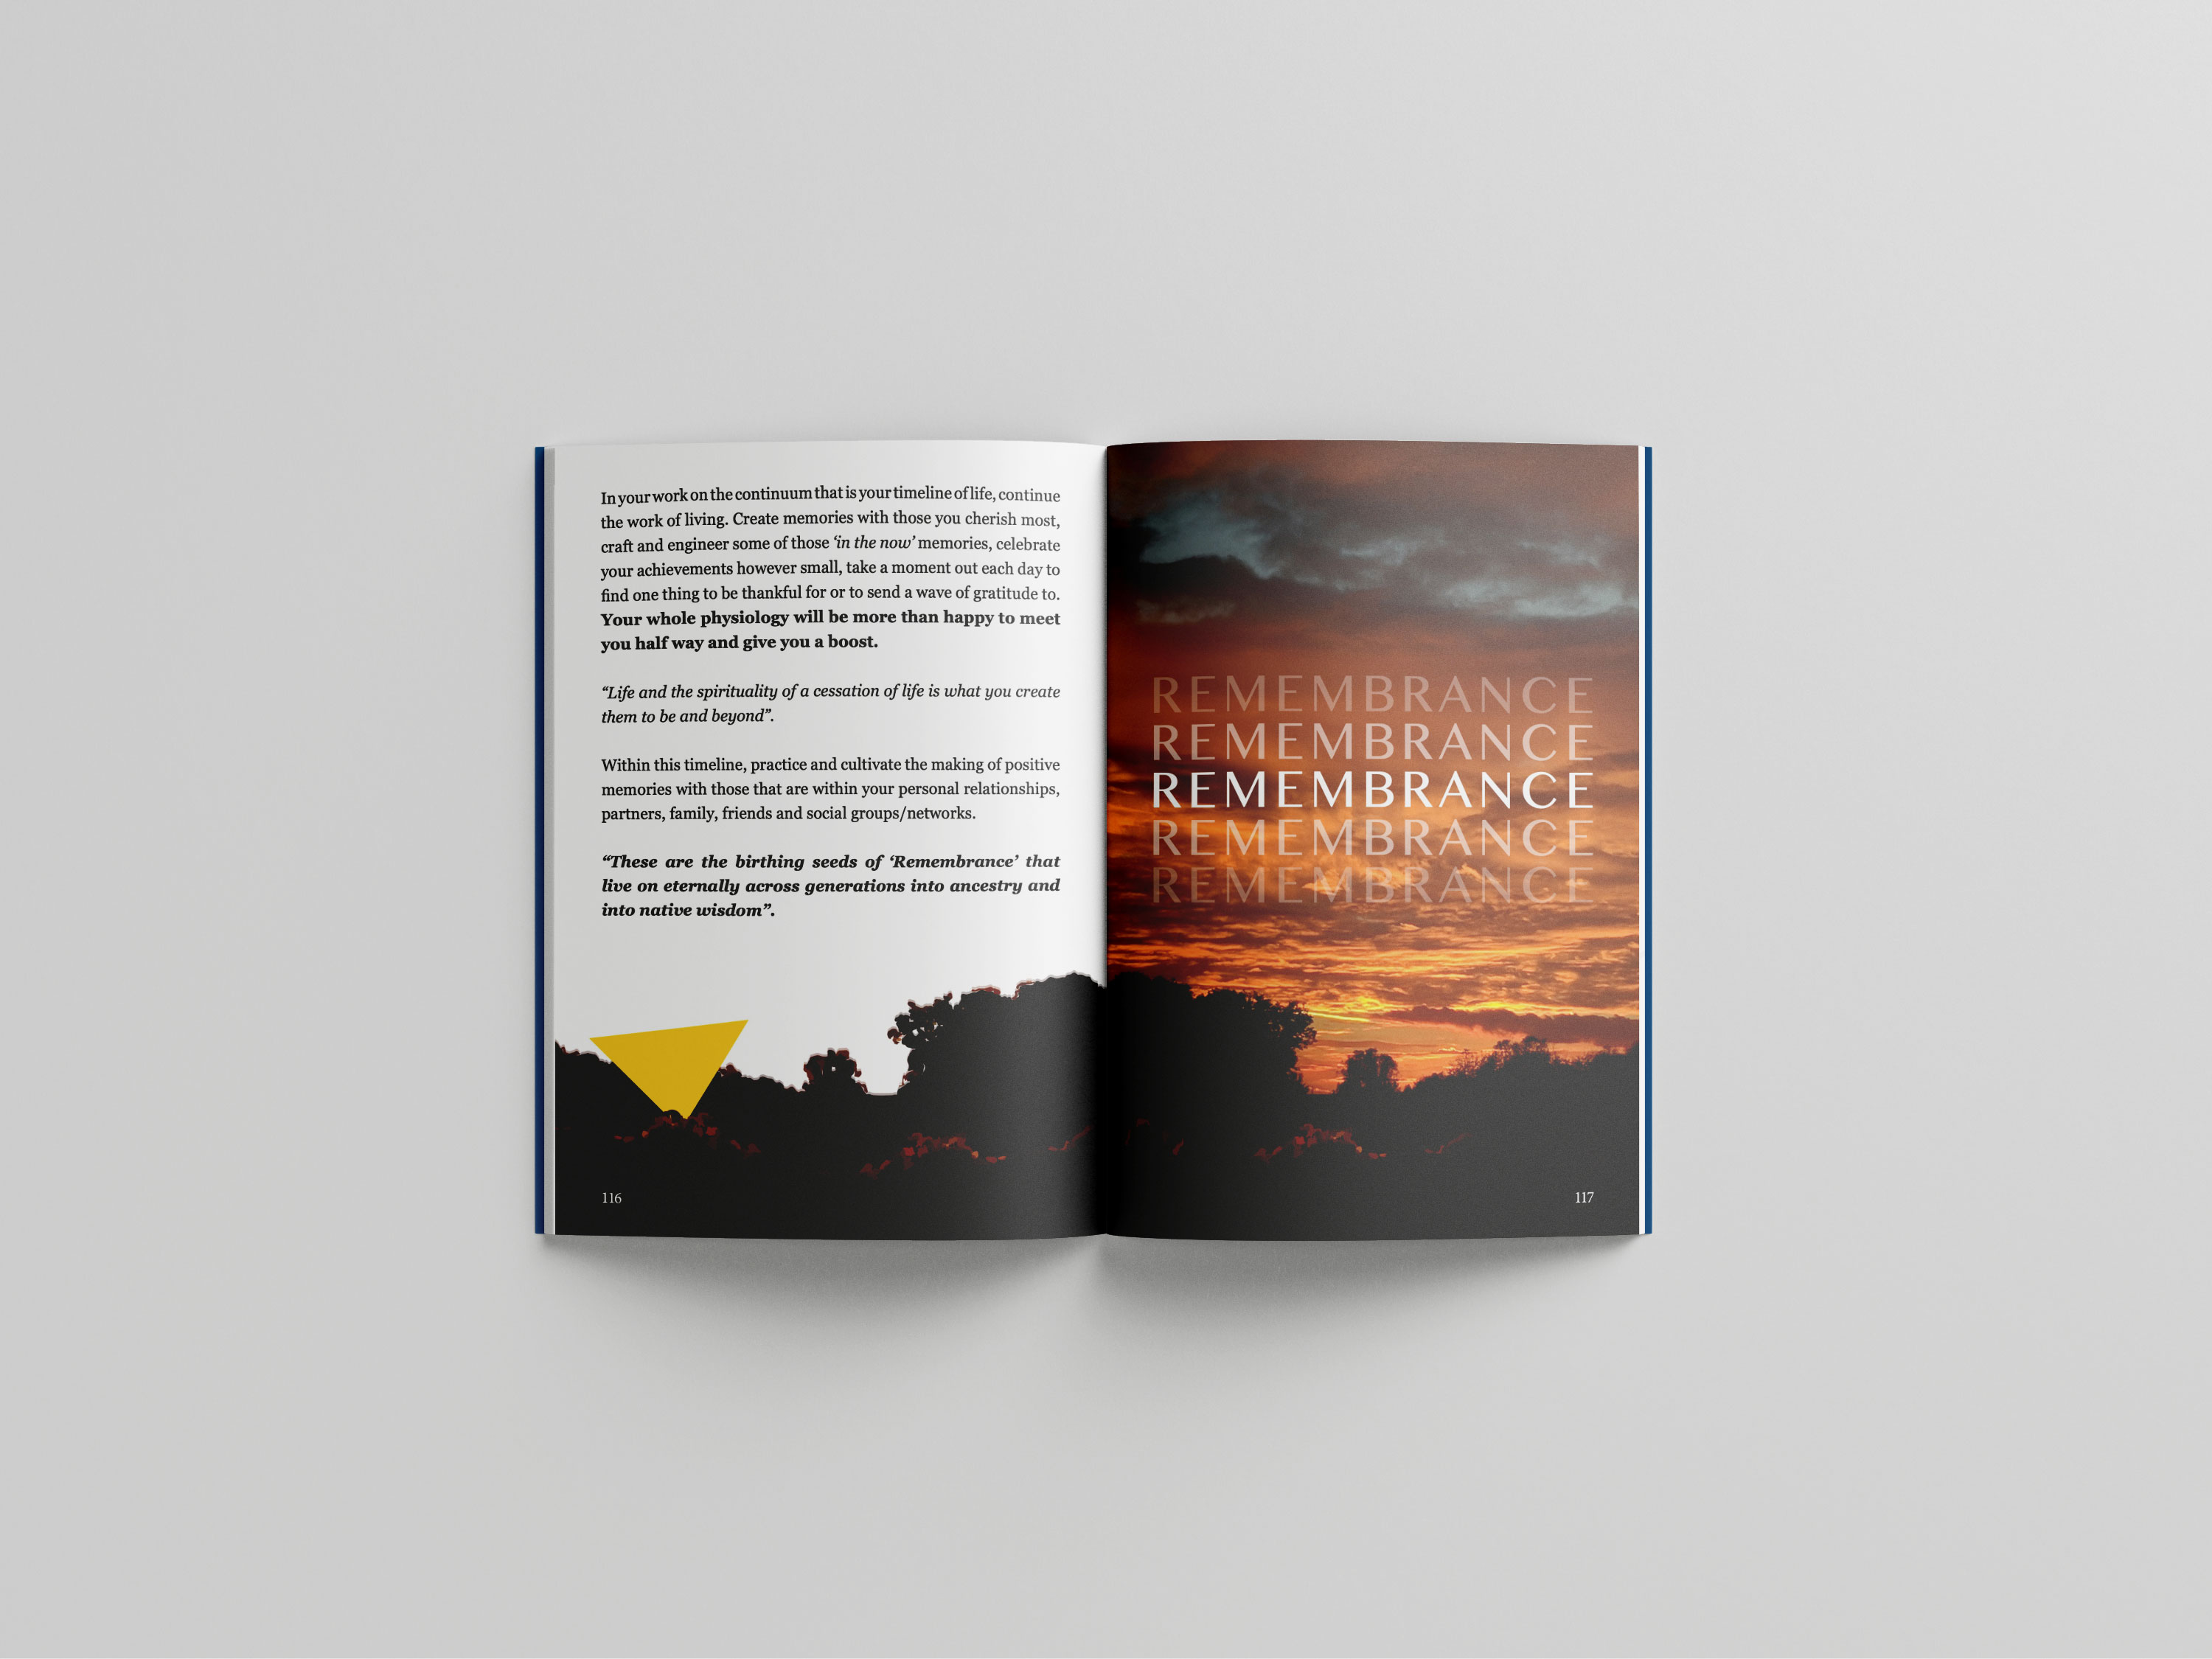 In your work on the continuum that is your timeline of life, continue
the work of living. Create memories with those you cherish most,
craft and engineer some of those ‘in the now’ memories, celebrate
your achievements however small, take a moment out each day to
find one thing to be thankful for or to send a wave of gratitude to.
Your whole physiology will be more than happy to meet
you half way and give you a boost.
“Life and the spirituality of a cessation of life is what you create
them to be and beyond”.
Within this timeline, practice and cultivate the making of positive
memories with those that are within your personal relationships,
partners, family, friends and social groups/networks.
“These are the birthing seeds of ‘Remembrance’ that
live on eternally across generations into ancestry and
into native wisdom”.
116
REMEMBRANCE
REMEMBRANCE
REMEMBRANCE
REMEMBRANCE
REMEMBRANCE
117